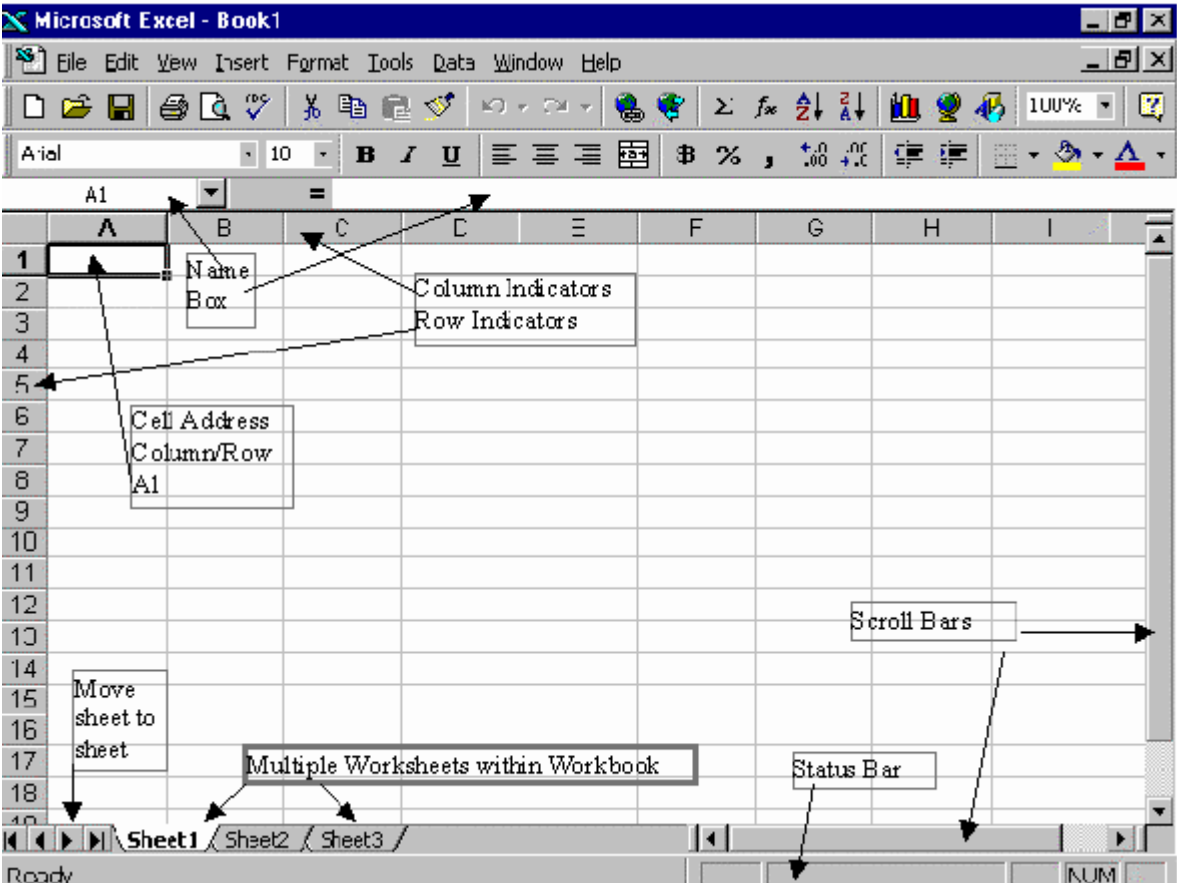 Microsoft Excel - Book1
File Edit View Insert Format Tools Data Window Help
100%
Arial 10 B I U $ % ,
A1 =
A B C D E F G H I
1
Name
2
Column Indicators
Box
3
Row Indicators
4
5
6
Cell Address
7
Column/Row
8
A1
9
10
11
12
Scroll Bars
13
14
Move
15
sheet to
16
sheet
17
Multiple Worksheets within Workbook
Status Bar
18
19
Sheet1 Sheet2 Sheet3
Ready NUM